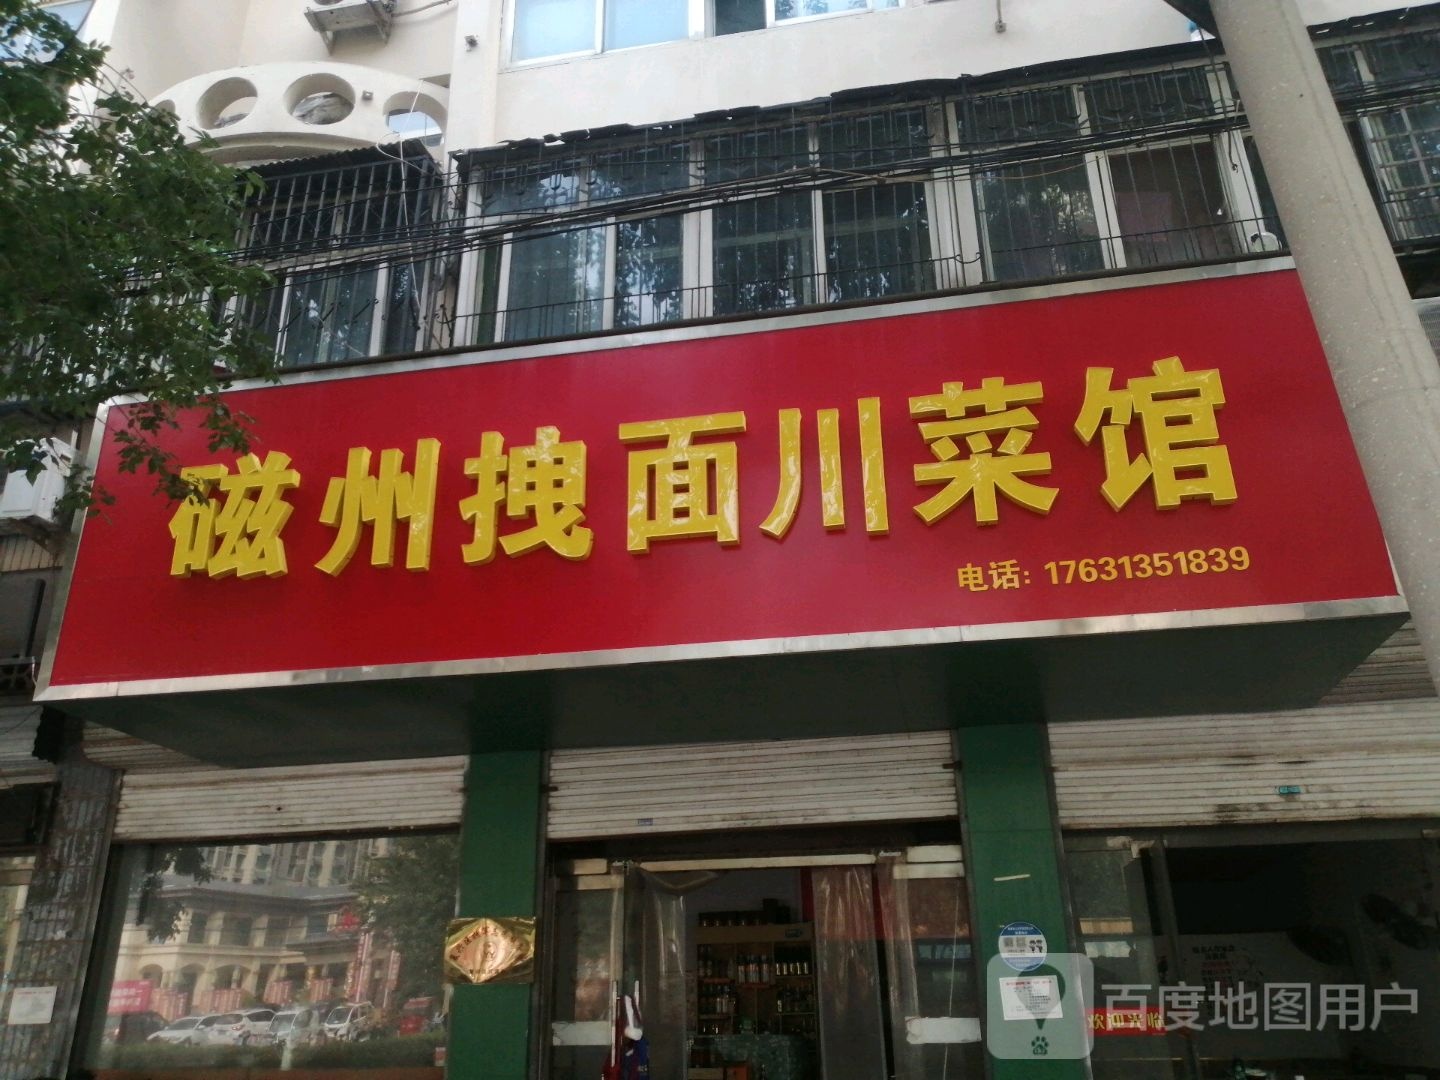 磁州拽面川菜馆
电话: 17631351839
欢迎光临
百度地图用户